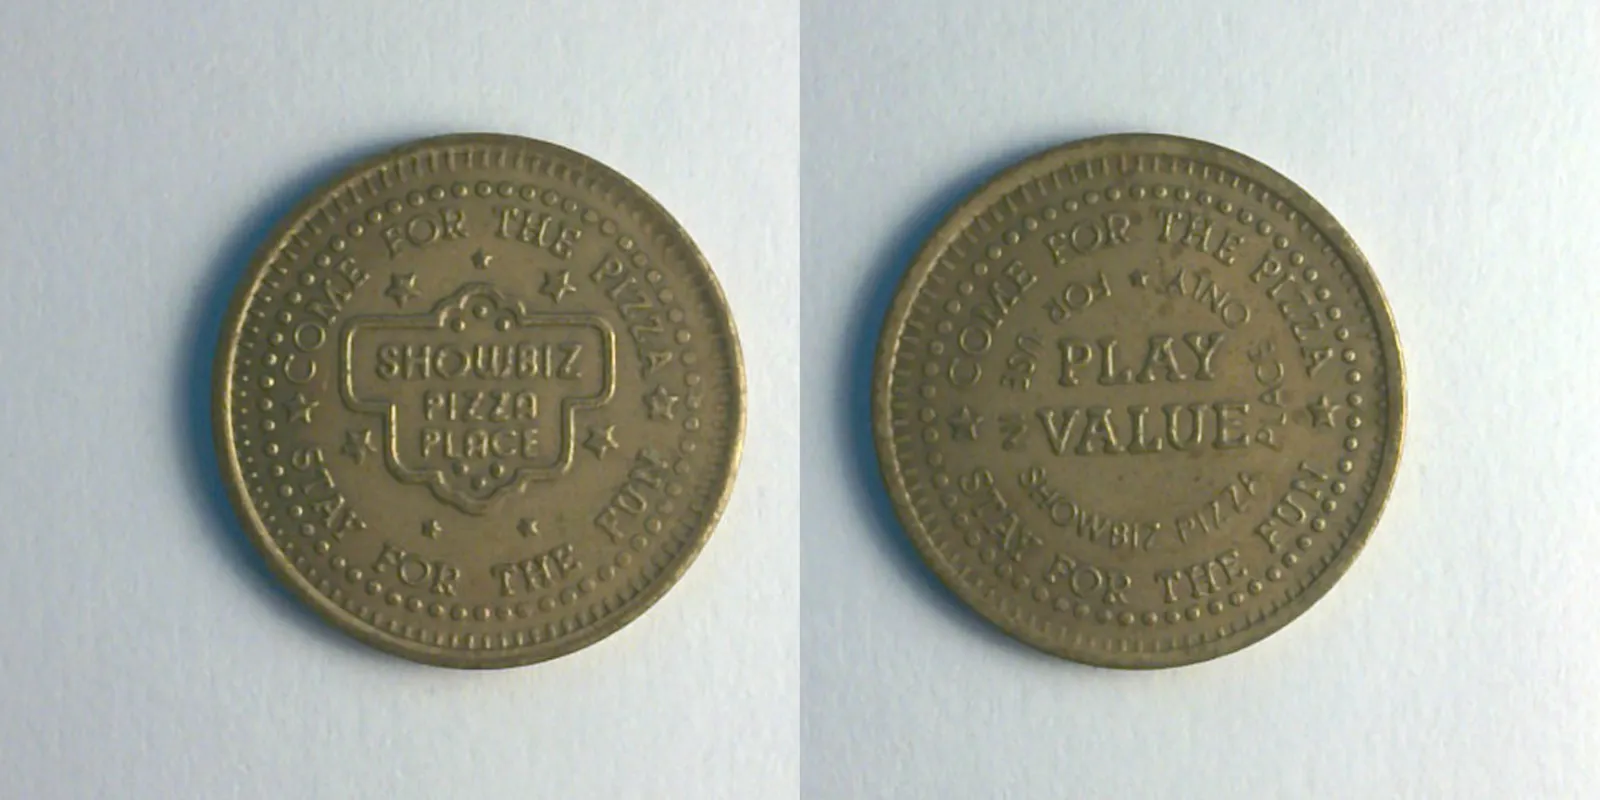 COME FOR THE PIZZA
SHOWBIZ
PIZZA
PLACE
STAY FOR THE FUN
COME FOR THE PIZZA
FOR ONLY
PLAY
VALUE
USE IN SHOWBIZ PIZZA PLACE
STAY FOR THE FUN